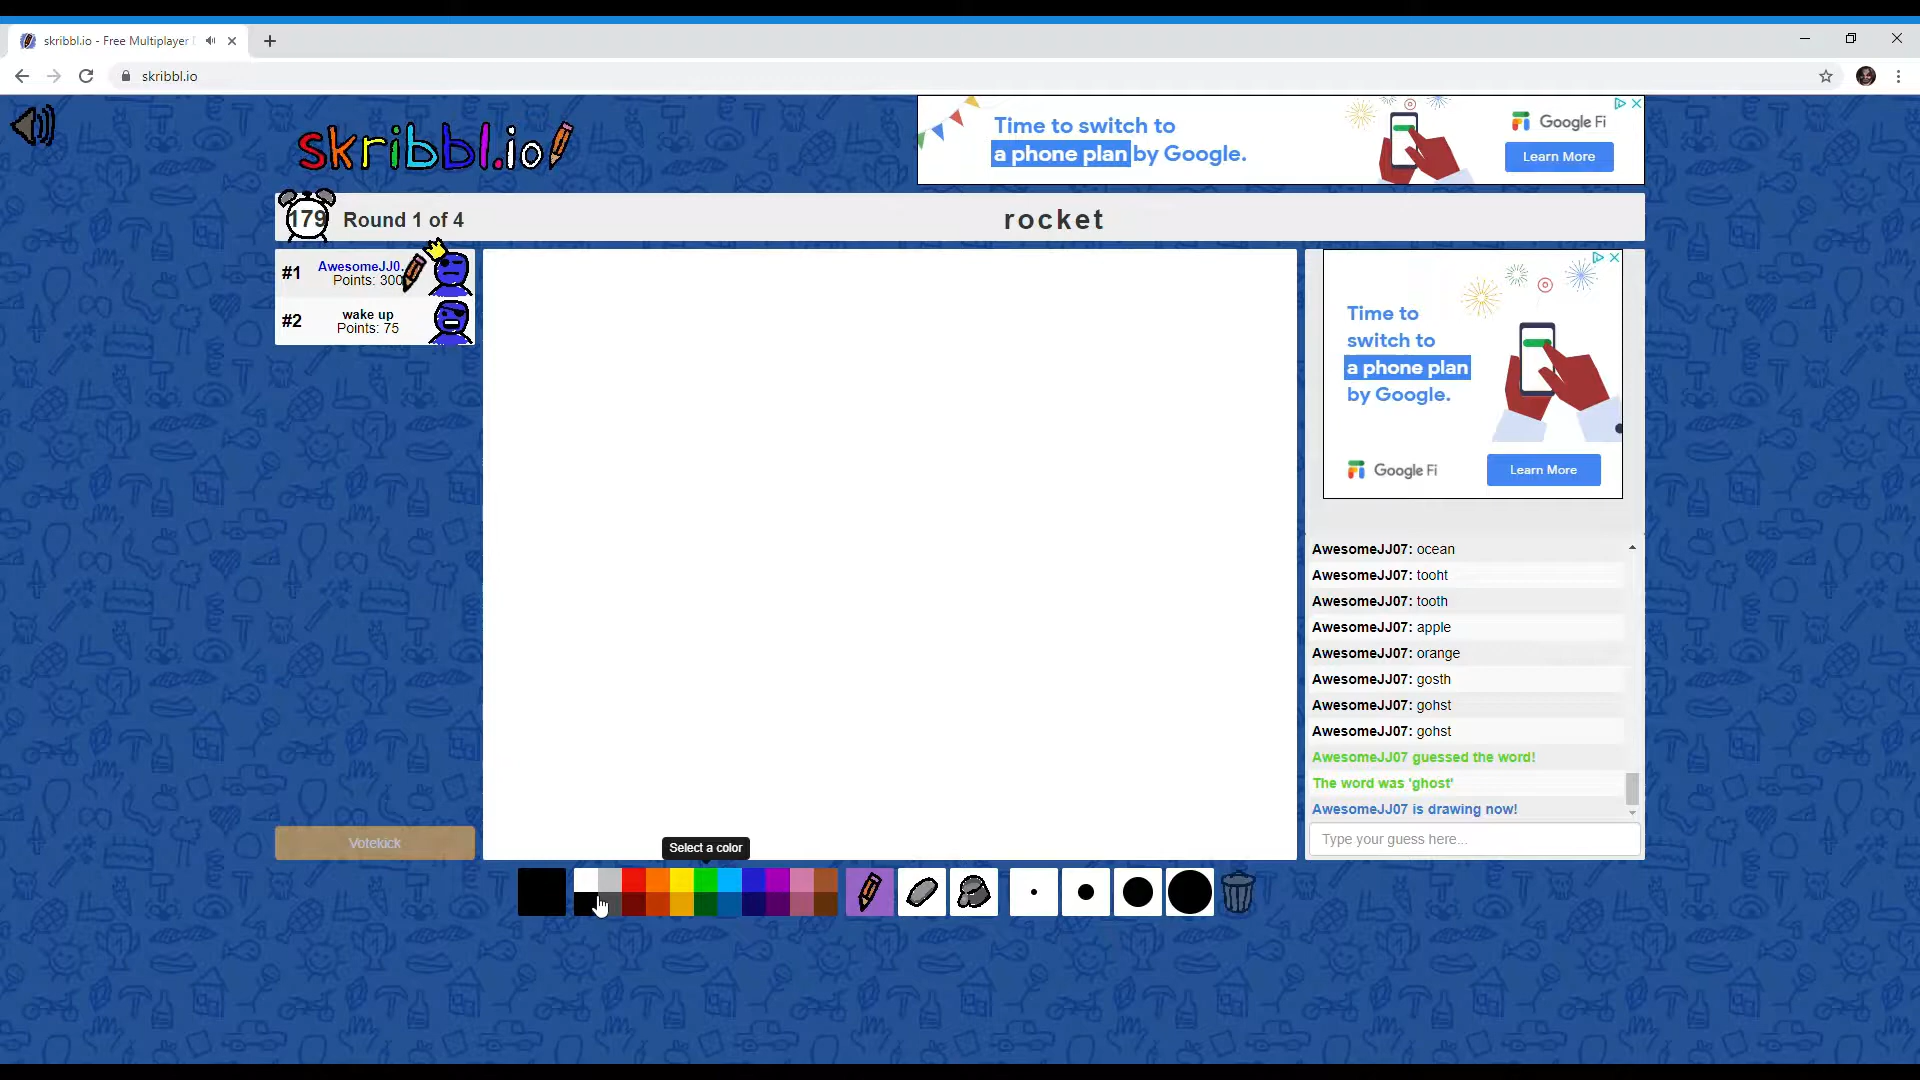 skribbl.io - Free Multiplayer
skribbl.io
skribbl.io
Time to switch to
a phone plan by Google.
Google Fi
Learn More
179
Round 1 of 4
rocket
#1
AwesomeJJ0.
Points: 300
#2
wake up
Points: 75
Time to
switch to
a phone plan
by Google.
Google Fi
Learn More
AwesomeJJ07: ocean
AwesomeJJ07: tooht
AwesomeJJ07: tooth
AwesomeJJ07: apple
AwesomeJJ07: orange
AwesomeJJ07: gosth
AwesomeJJ07: gohst
AwesomeJJ07: gohst
AwesomeJJ07 guessed the word!
The word was 'ghost'
AwesomeJJ07 is drawing now!
Type your guess here...
Votekick
Select a color